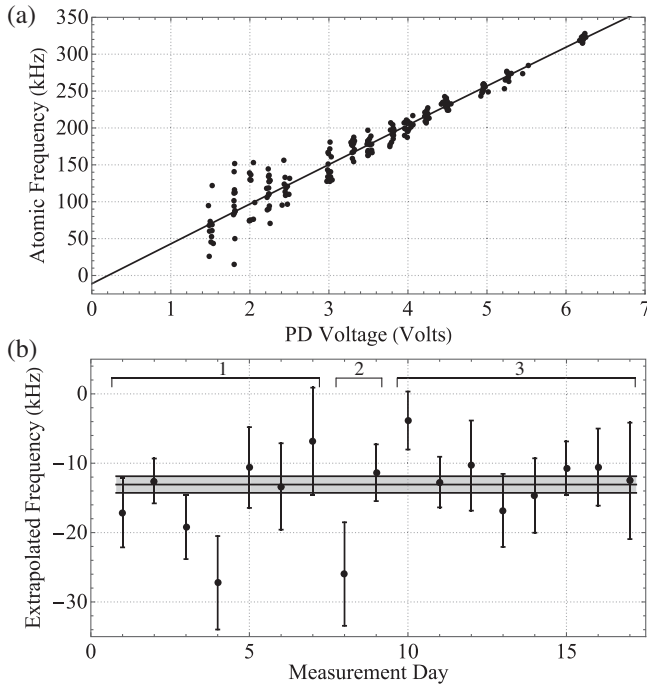 (a)
350
300
250
200
150
100
50
0
Atomic Frequency (kHz)
0 1 2 3 4 5 6 7
PD Voltage (Volts)
(b)
1 2 3
0
−10
−20
−30
Extrapolated Frequency (kHz)
0 5 10 15
Measurement Day